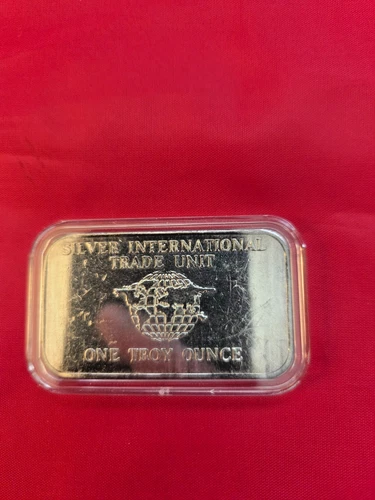 SILVER INTERNATIONAL
TRADE UNIT
ONE TROY OUNCE